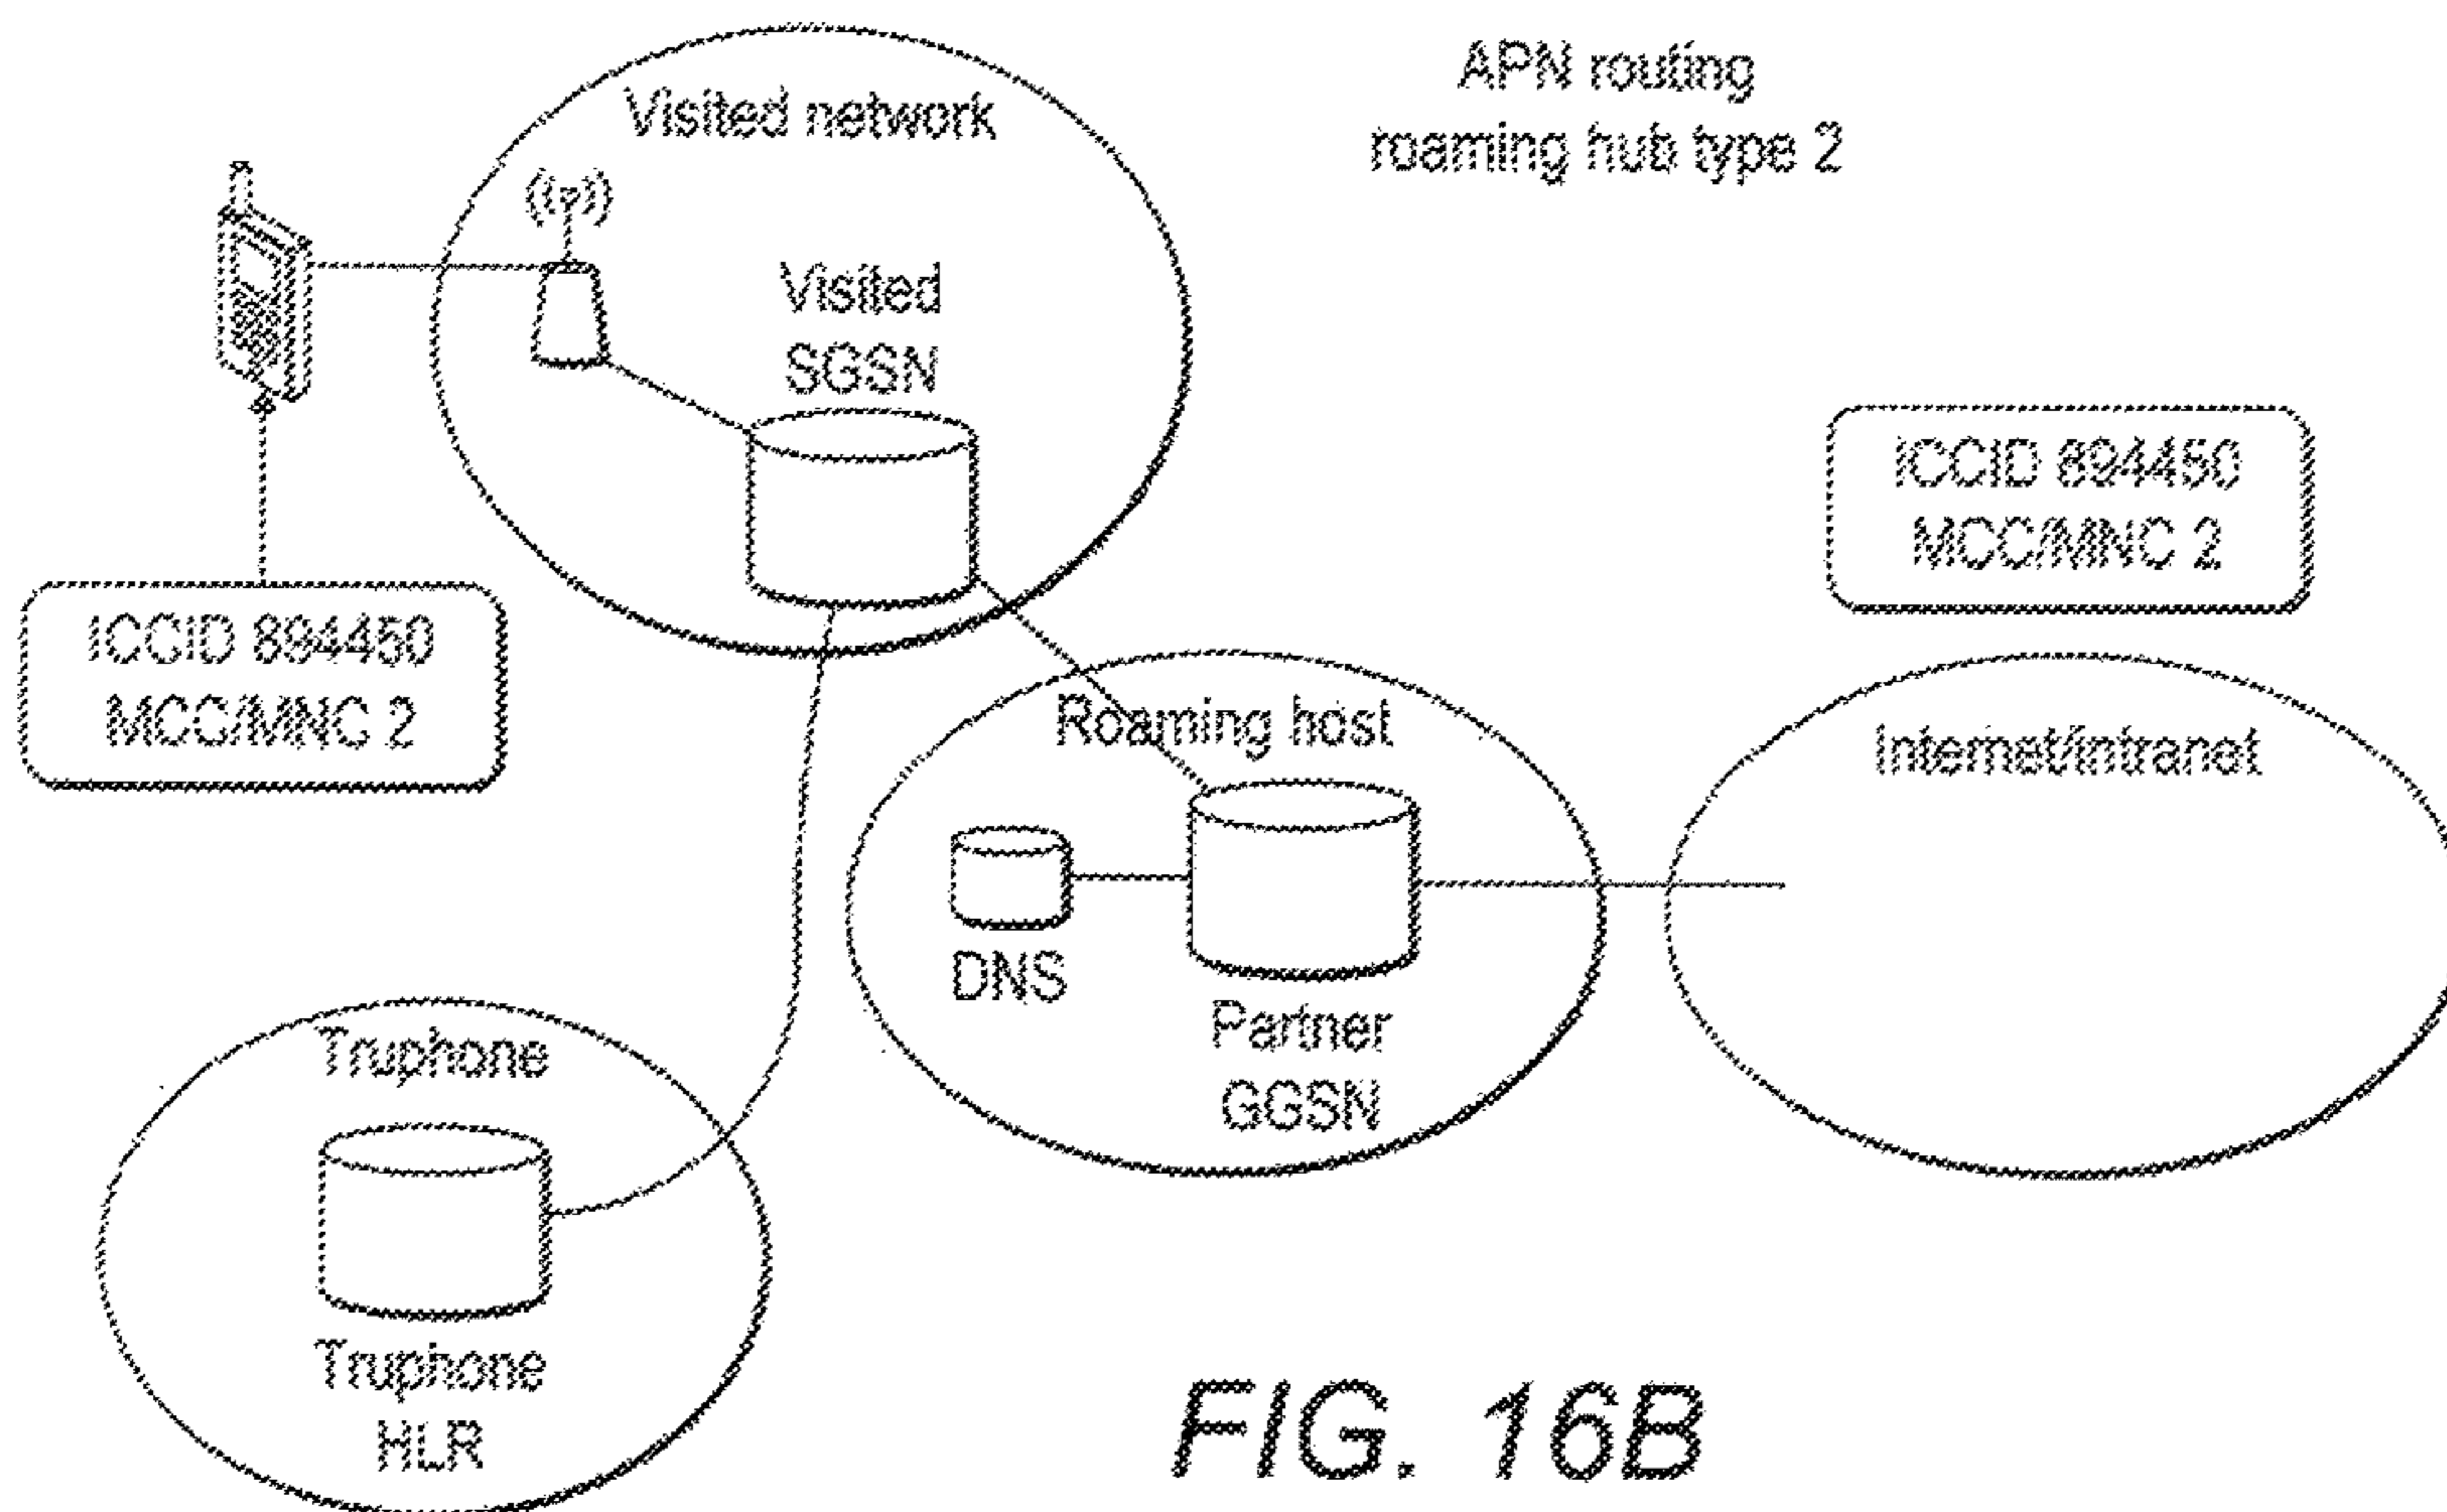 APN routing
roaming hub type 2
Visited network
Visited
SGSN
ICCID 894450
MCC/MNC 2
ICCID 894450
MCC/MNC 2
Roaming host
Internet/intranet
DNS
Partner
GGSN
Truphone
Truphone
HLR
FIG. 16B